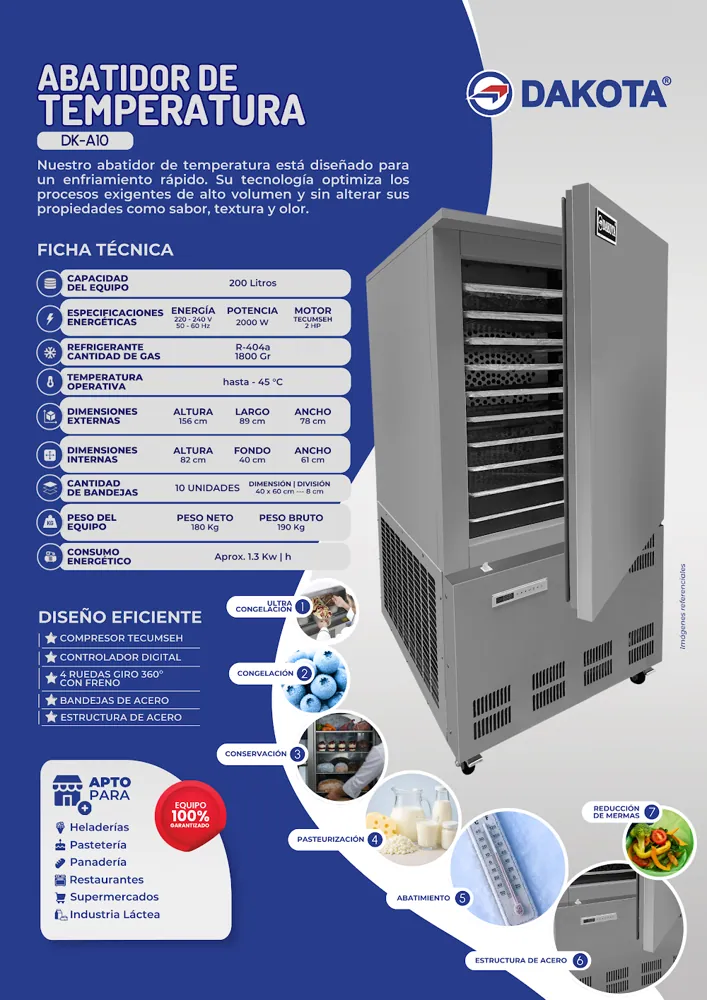 ABATIDOR DE
TEMPERATURA
DK-A10
DAKOTA®
Nuestro abatidor de temperatura está diseñado para
un enfriamiento rápido. Su tecnología optimiza los
procesos exigentes de alto volumen y sin alterar sus
propiedades como sabor, textura y olor.
FICHA TÉCNICA
CAPACIDAD
DEL EQUIPO
200 Litros
ESPECIFICACIONES
ENERGÉTICAS
ENERGÍA
220 - 240 V
50 - 60 Hz
POTENCIA
2000 W
MOTOR
TECUMSEH
2 HP
REFRIGERANTE
CANTIDAD DE GAS
R-404a
1800 Gr
TEMPERATURA
OPERATIVA
hasta - 45 °C
DIMENSIONES
EXTERNAS
ALTURA
156 cm
LARGO
89 cm
ANCHO
78 cm
DIMENSIONES
INTERNAS
ALTURA
82 cm
FONDO
40 cm
ANCHO
61 cm
CANTIDAD
DE BANDEJAS
10 UNIDADES
DIMENSIÓN | DIVISIÓN
40 x 60 cm --- 8 cm
KG
PESO DEL
EQUIPO
PESO NETO
180 Kg
PESO BRUTO
190 Kg
CONSUMO
ENERGÉTICO
Aprox. 1.3 Kw | h
DISEÑO EFICIENTE
COMPRESOR TECUMSEH
CONTROLADOR DIGITAL
4 RUEDAS GIRO 360°
CON FRENO
BANDEJAS DE ACERO
ESTRUCTURA DE ACERO
APTO
PARA
Heladerías
Pastetería
Panadería
Restaurantes
Supermercados
Industria Láctea
EQUIPO
100%
GARANTIZADO
ULTRA
CONGELACIÓN 1
CONGELACIÓN 2
CONSERVACIÓN 3
PASTEURIZACIÓN 4
ABATIMIENTO 5
ESTRUCTURA DE ACERO 6
REDUCCIÓN
DE MERMAS 7
Imágenes referenciales